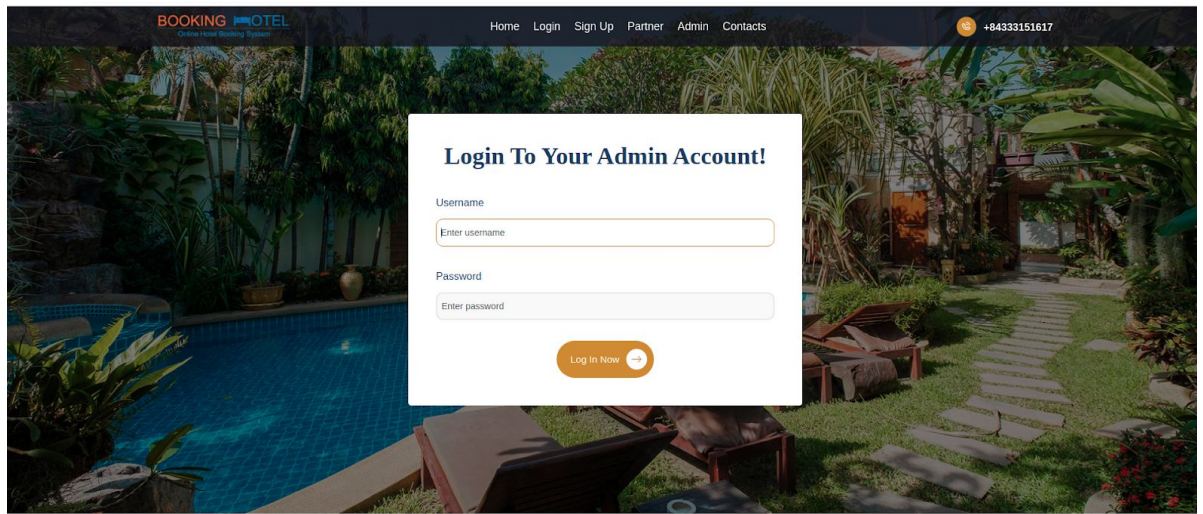 BOOKING HOTEL
Online Hotel Booking System
Home Login Sign Up Partner Admin Contacts
+84333151617
Login To Your Admin Account!
Username
Enter username
Password
Enter password
Log In Now